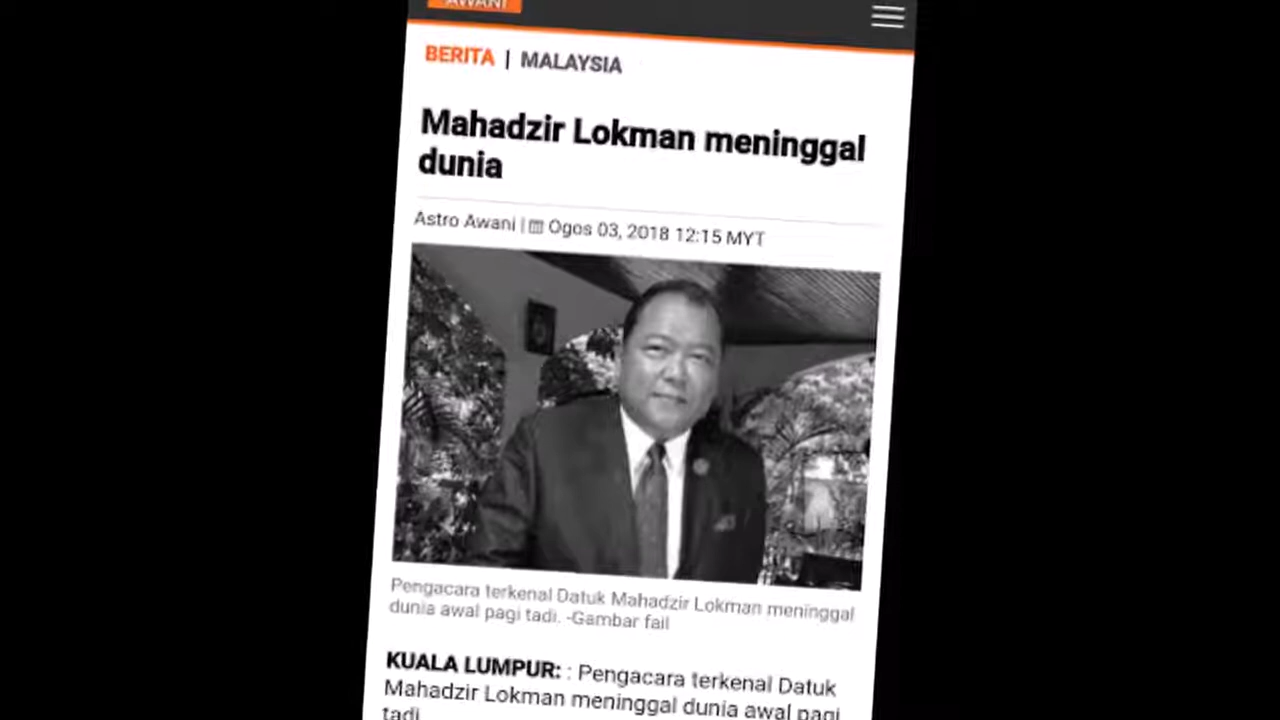 AWANI
BERITA | MALAYSIA
Mahadzir Lokman meninggal
dunia
Astro Awani | Ogos 03, 2018 12:15 MYT
Pengacara terkenal Datuk Mahadzir Lokman meninggal
dunia awal pagi tadi. -Gambar fail
KUALA LUMPUR: : Pengacara terkenal Datuk
Mahadzir Lokman meninggal dunia awal pagi
tadi